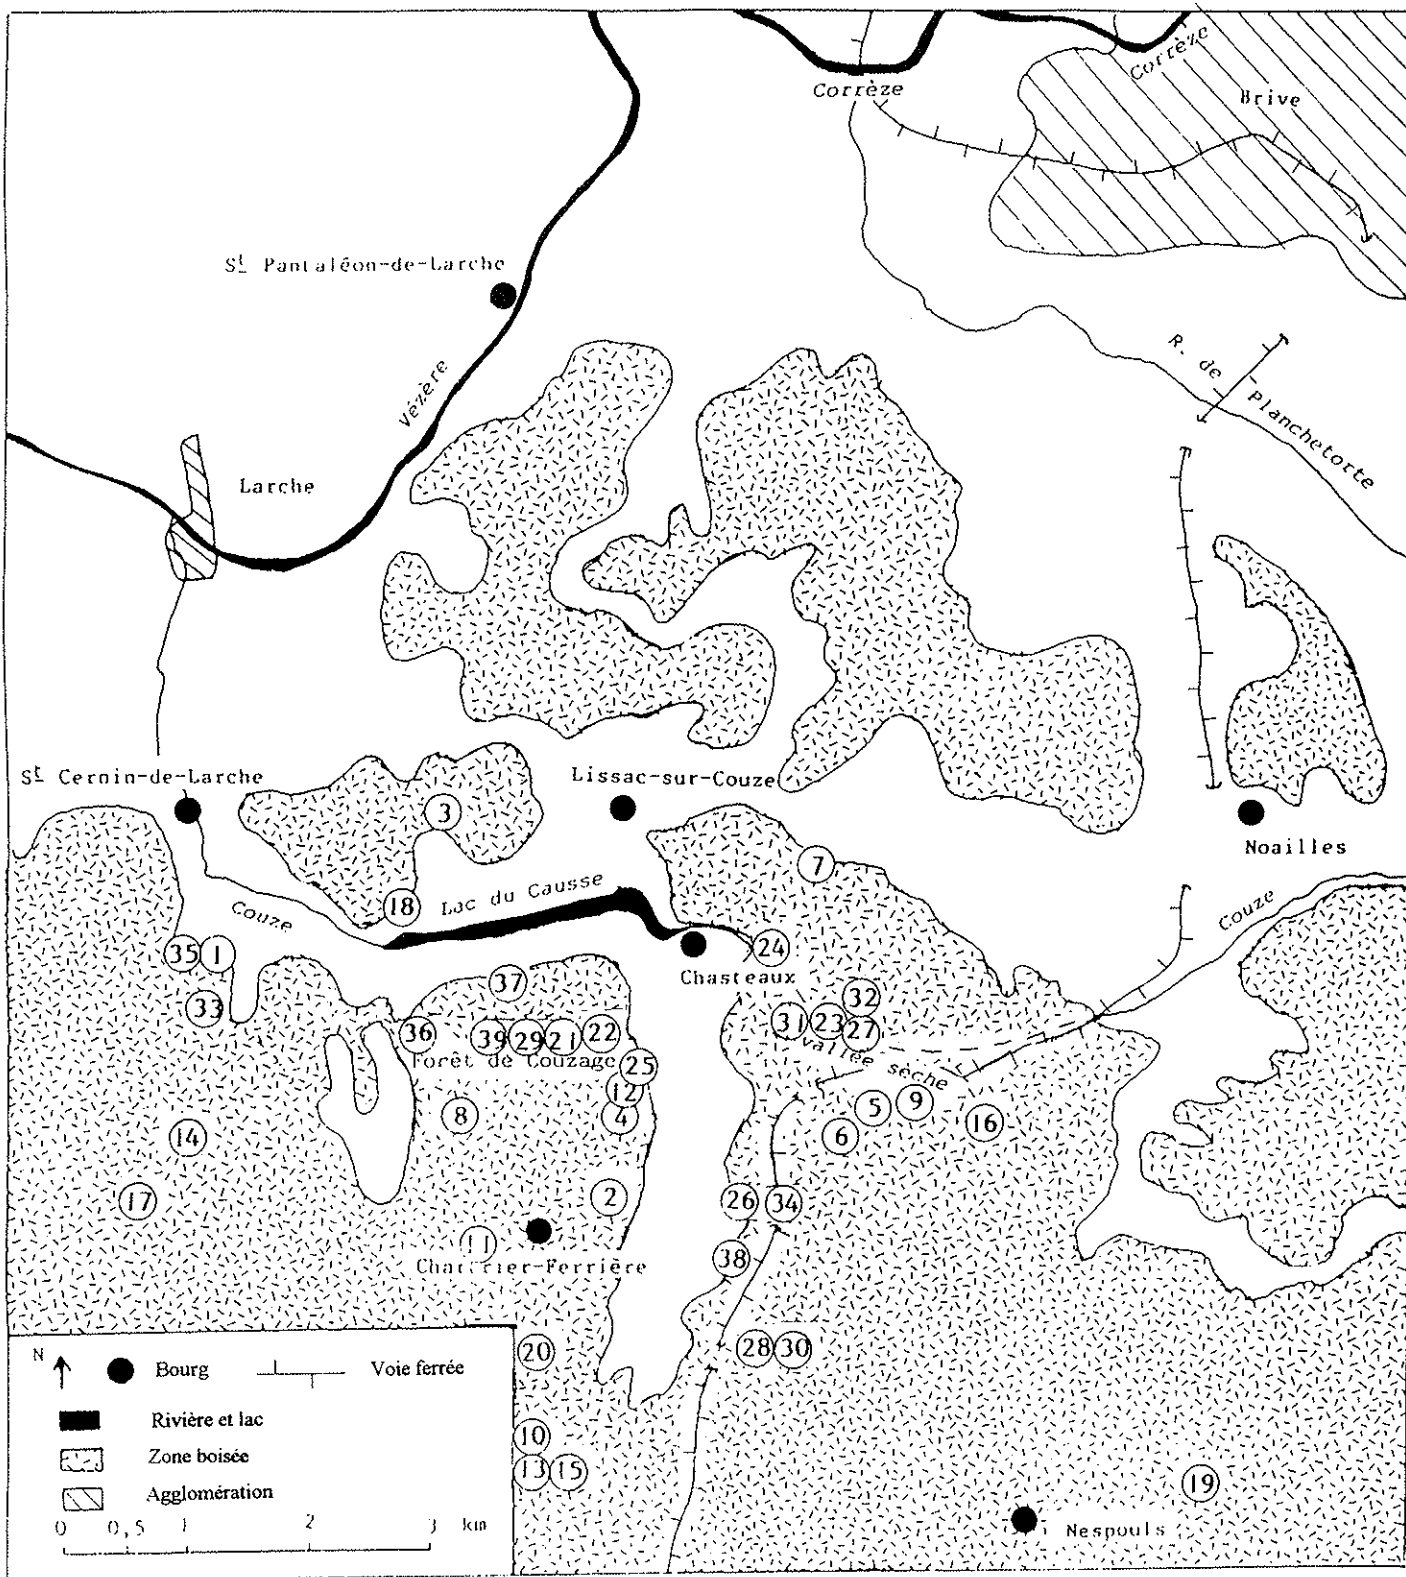 Corrèze
Corrèze
Brive
St Pantaléon-de-Larche
Vézère
R. de Planchetorte
Larche
St Cernin-de-Larche
Lissac-sur-Couze
3
Noailles
7
18
Lac du Causse
Couze
Couze
35
1
24
Chasteaux
37
33
32
36
39
29
21
22
31
23
27
Forêt de Couzage
vallée sèche
25
12
4
8
5
9
6
16
14
17
2
26
34
11
38
Chartrier-Ferrière
20
28
30
10
13
15
19
Nespouls
N
Bourg
Voie ferrée
Rivière et lac
Zone boisée
Agglomération
0 0,5 1 2 3 km